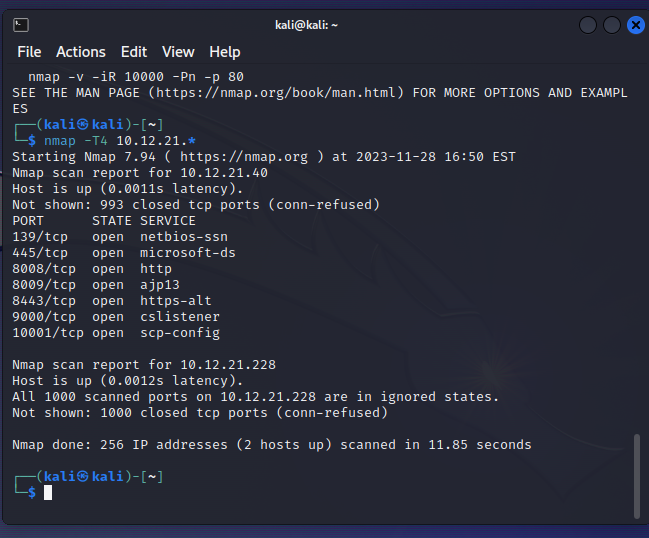 kali@kali: ~
File Actions Edit View Help
nmap -v -iR 10000 -Pn -p 80
SEE THE MAN PAGE (https://nmap.org/book/man.html) FOR MORE OPTIONS AND EXAMPL
ES
┌──(kali㉿kali)-[~]
└─$ nmap -T4 10.12.21.*
Starting Nmap 7.94 ( https://nmap.org ) at 2023-11-28 16:50 EST
Nmap scan report for 10.12.21.40
Host is up (0.0011s latency).
Not shown: 993 closed tcp ports (conn-refused)
PORT      STATE SERVICE
139/tcp   open  netbios-ssn
445/tcp   open  microsoft-ds
8008/tcp  open  http
8009/tcp  open  ajp13
8443/tcp  open  https-alt
9000/tcp  open  cslistener
10001/tcp open  scp-config
Nmap scan report for 10.12.21.228
Host is up (0.0012s latency).
All 1000 scanned ports on 10.12.21.228 are in ignored states.
Not shown: 1000 closed tcp ports (conn-refused)
Nmap done: 256 IP addresses (2 hosts up) scanned in 11.85 seconds
┌──(kali㉿kali)-[~]
└─$